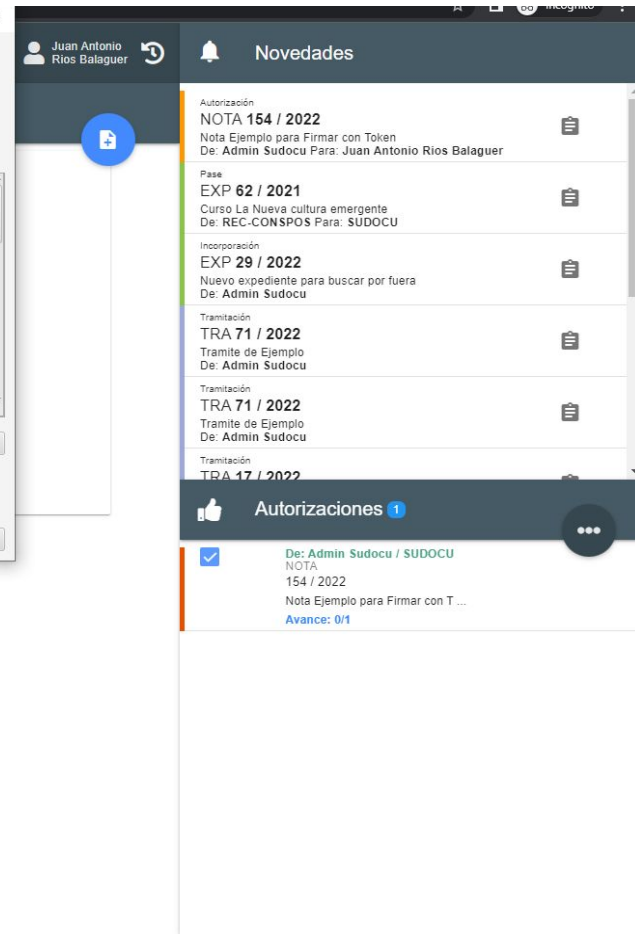 Incógnito
Juan Antonio
Rios Balaguer
Novedades
Autorización
NOTA 154 / 2022
Nota Ejemplo para Firmar con Token
De: Admin Sudocu Para: Juan Antonio Rios Balaguer
Pase
EXP 62 / 2021
Curso La Nueva cultura emergente
De: REC-CONSPOS Para: SUDOCU
Incorporación
EXP 29 / 2022
Nuevo expediente para buscar por fuera
De: Admin Sudocu
Tramitación
TRA 71 / 2022
Tramite de Ejemplo
De: Admin Sudocu
Tramitación
TRA 71 / 2022
Tramite de Ejemplo
De: Admin Sudocu
Tramitación
TRA 17 / 2022
Autorizaciones 1
De: Admin Sudocu / SUDOCU
NOTA
154 / 2022
Nota Ejemplo para Firmar con T ...
Avance: 0/1